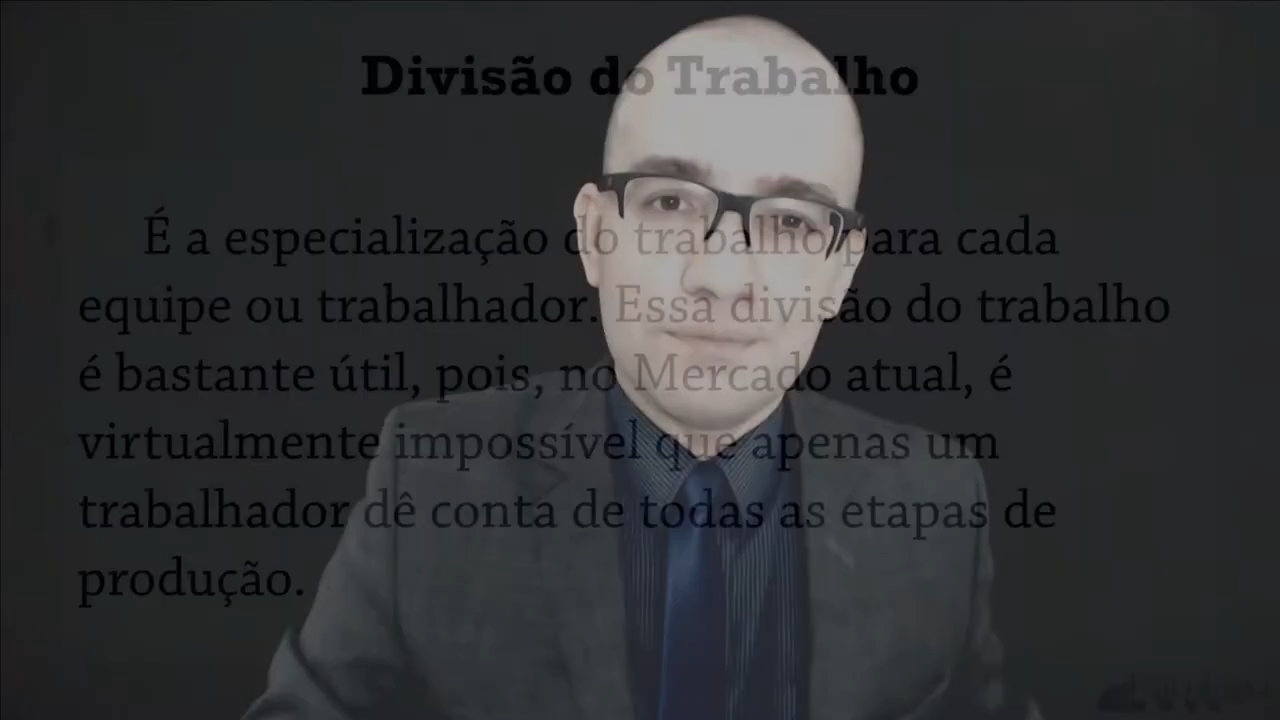 Divisão do Trabalho
É a especialização do trabalho para cada
equipe ou trabalhador. Essa divisão do trabalho
é bastante útil, pois, no Mercado atual, é
virtualmente impossível que apenas um
trabalhador dê conta de todas as etapas de
produção.